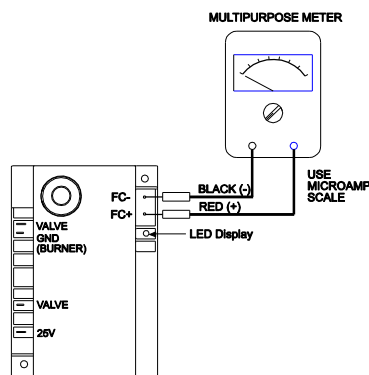 MULTIPURPOSE METER
USE
MICROAMP
SCALE
BLACK (-)
FC-
RED (+)
FC+
LED Display
VALVE
GND
(BURNER)
VALVE
25V